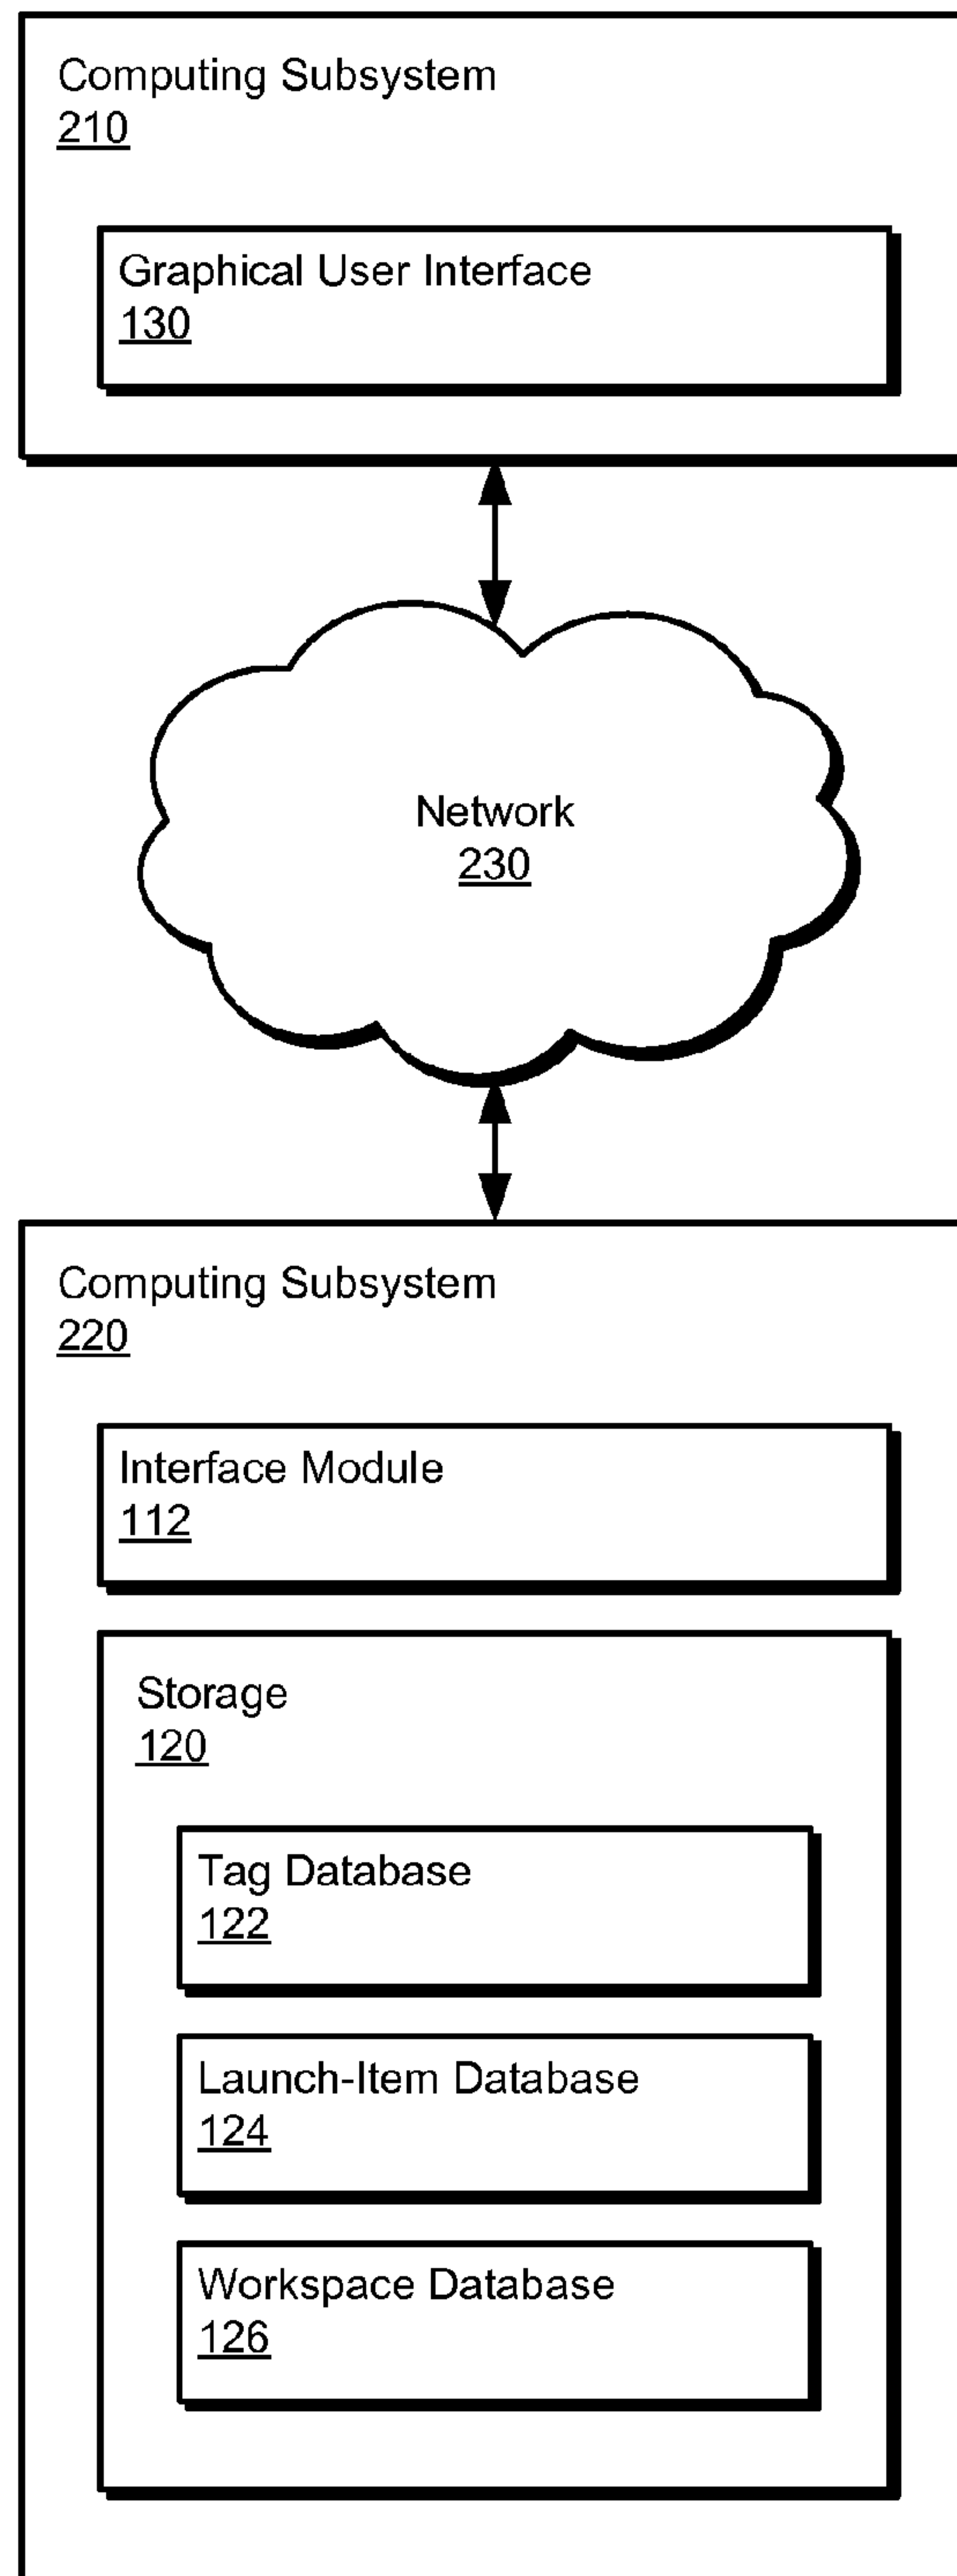 Computing Subsystem
210
Graphical User Interface
130
Network
230
Computing Subsystem
220
Interface Module
112
Storage
120
Tag Database
122
Launch-Item Database
124
Workspace Database
126